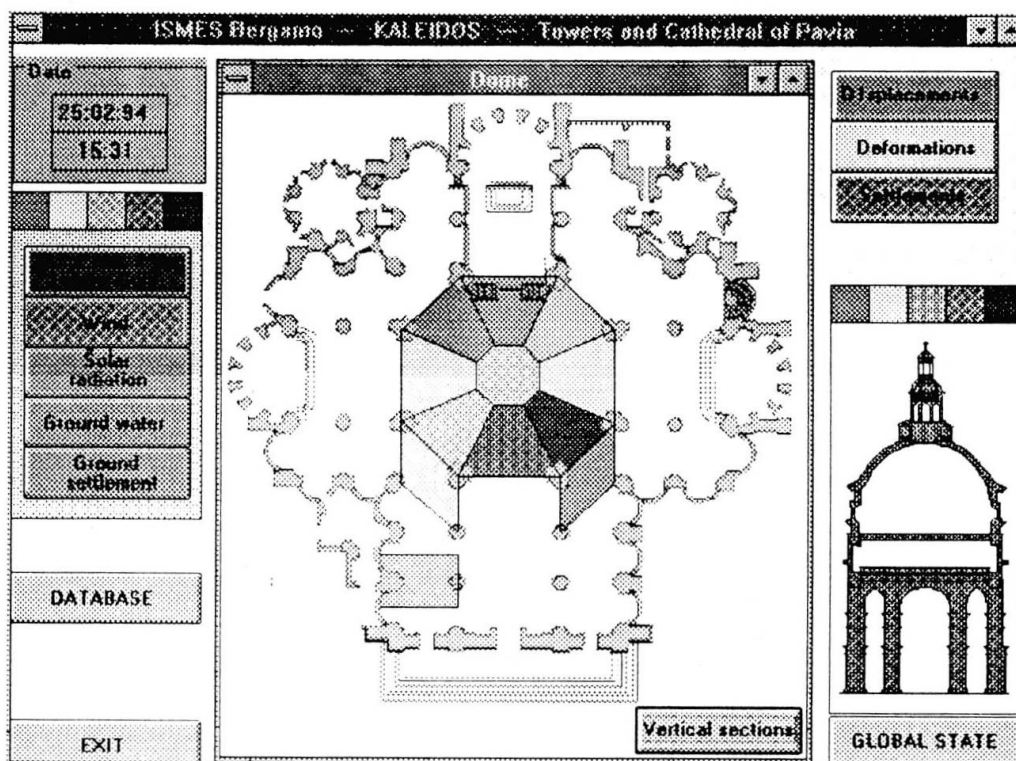 ISMES Bergamo — KALEIDOS — Towers and Cathedral of Pavia
Date
25:02:94
15:31
Wind
Solar
radiation
Ground water
Ground
settlement
DATABASE
EXIT
Dome
Vertical sections
Displacements
Deformations
Settlements
GLOBAL STATE